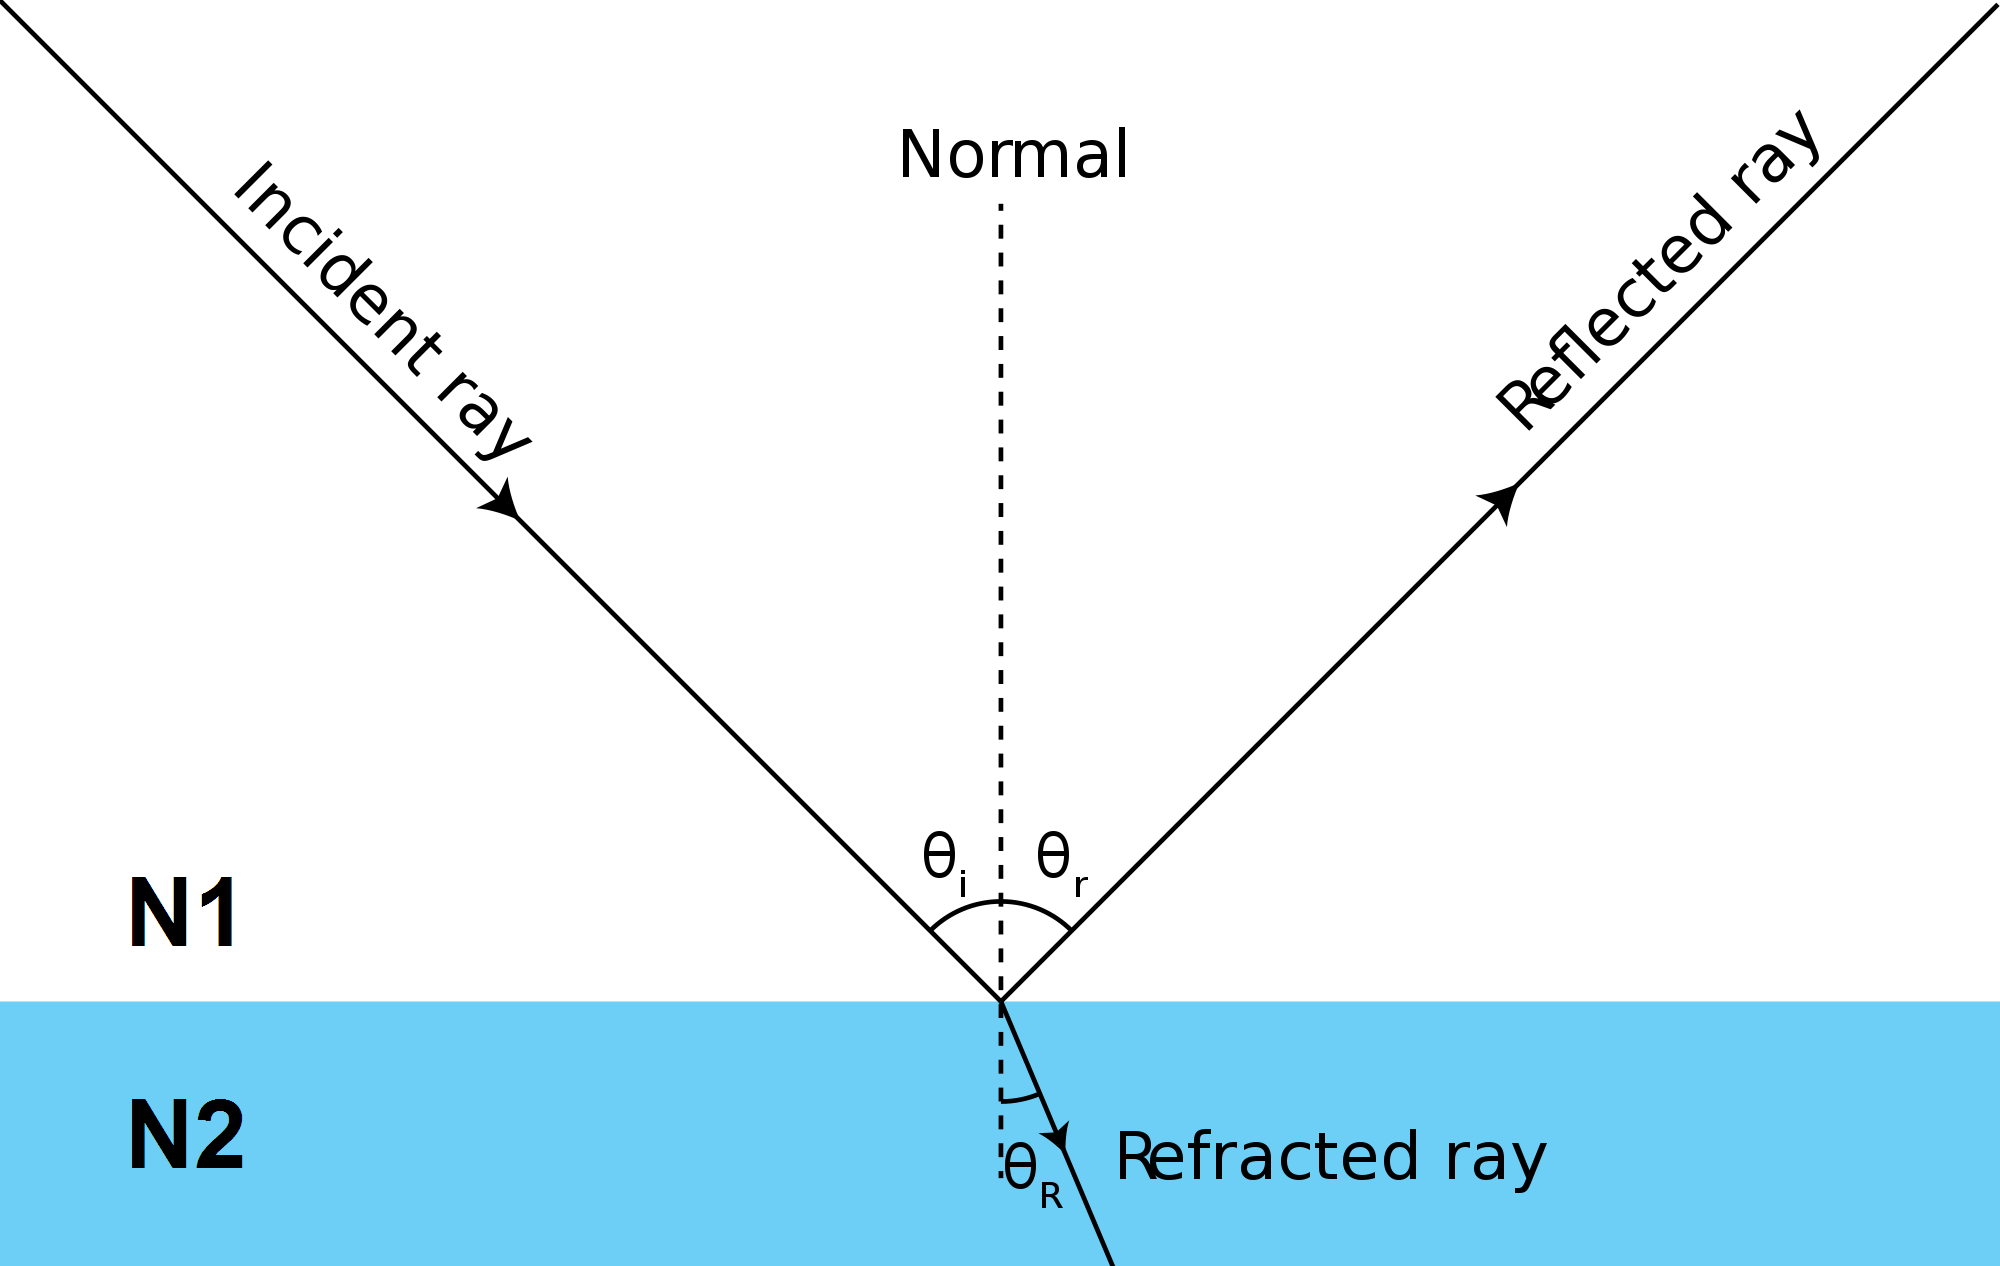 Normal
Incident ray
Reflected ray
θi
θr
N1
N2
θR
Refracted ray